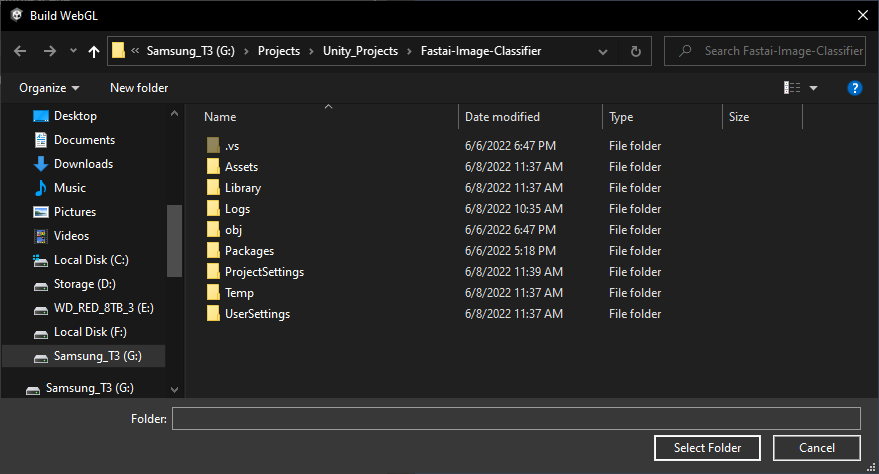 Build WebGL
« Samsung_T3 (G:) > Projects > Unity_Projects > Fastai-Image-Classifier
Search Fastai-Image-Classifier
Organize New folder
Desktop
Documents
Downloads
Music
Pictures
Videos
Local Disk (C:)
Storage (D:)
WD_RED_8TB_3 (E:)
Local Disk (F:)
Samsung_T3 (G:)
Samsung_T3 (G:)
Name Date modified Type Size
.vs 6/6/2022 6:47 PM File folder
Assets 6/8/2022 11:37 AM File folder
Library 6/8/2022 11:37 AM File folder
Logs 6/8/2022 10:35 AM File folder
obj 6/6/2022 6:47 PM File folder
Packages 6/6/2022 5:18 PM File folder
ProjectSettings 6/8/2022 11:39 AM File folder
Temp 6/8/2022 11:37 AM File folder
UserSettings 6/8/2022 11:37 AM File folder
Folder:
Select Folder Cancel